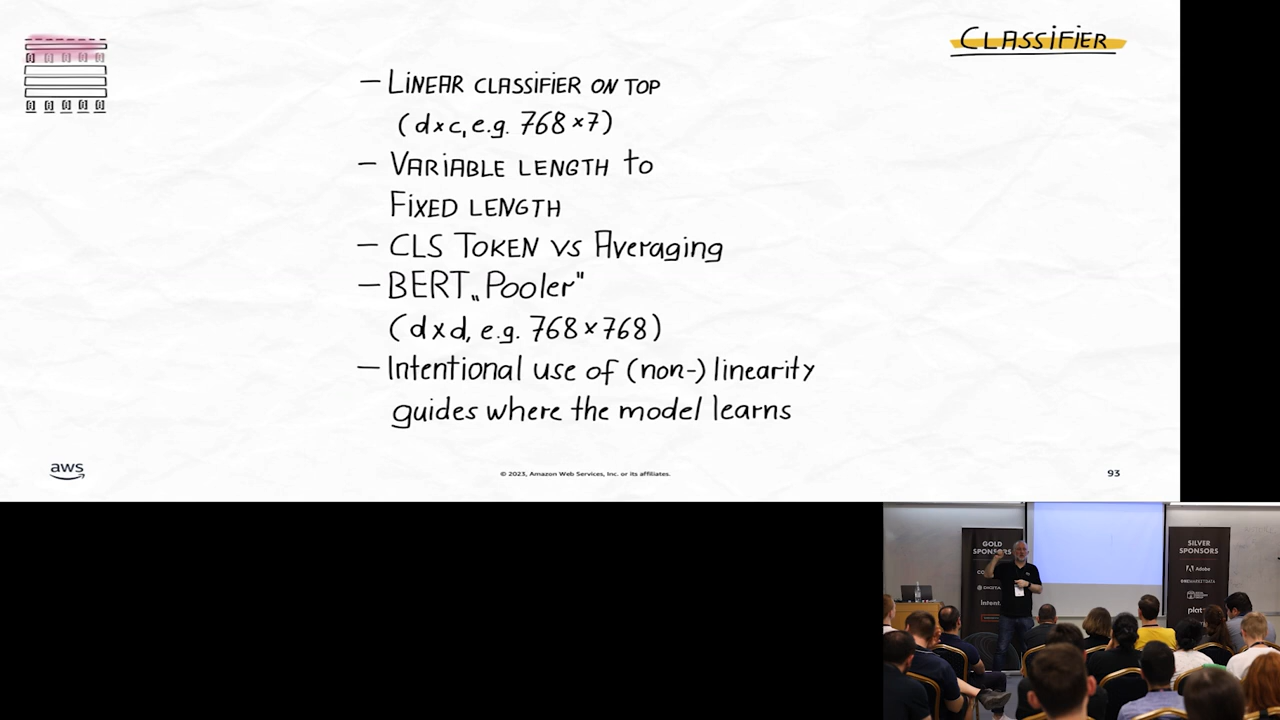 CLASSIFIER
– LINEAR CLASSIFIER ON TOP
(d×c, e.g. 768×7)
– VARIABLE LENGTH to
FIXED LENGTH
– CLS TOKEN vs Averaging
– BERT „Pooler"
(d×d, e.g. 768×768)
– Intentional use of (non-) linearity
guides where the model learns
aws
© 2023, Amazon Web Services, Inc. or its affiliates.
93
GOLD
SPONSORS
SILVER
SPONSORS
Adobe